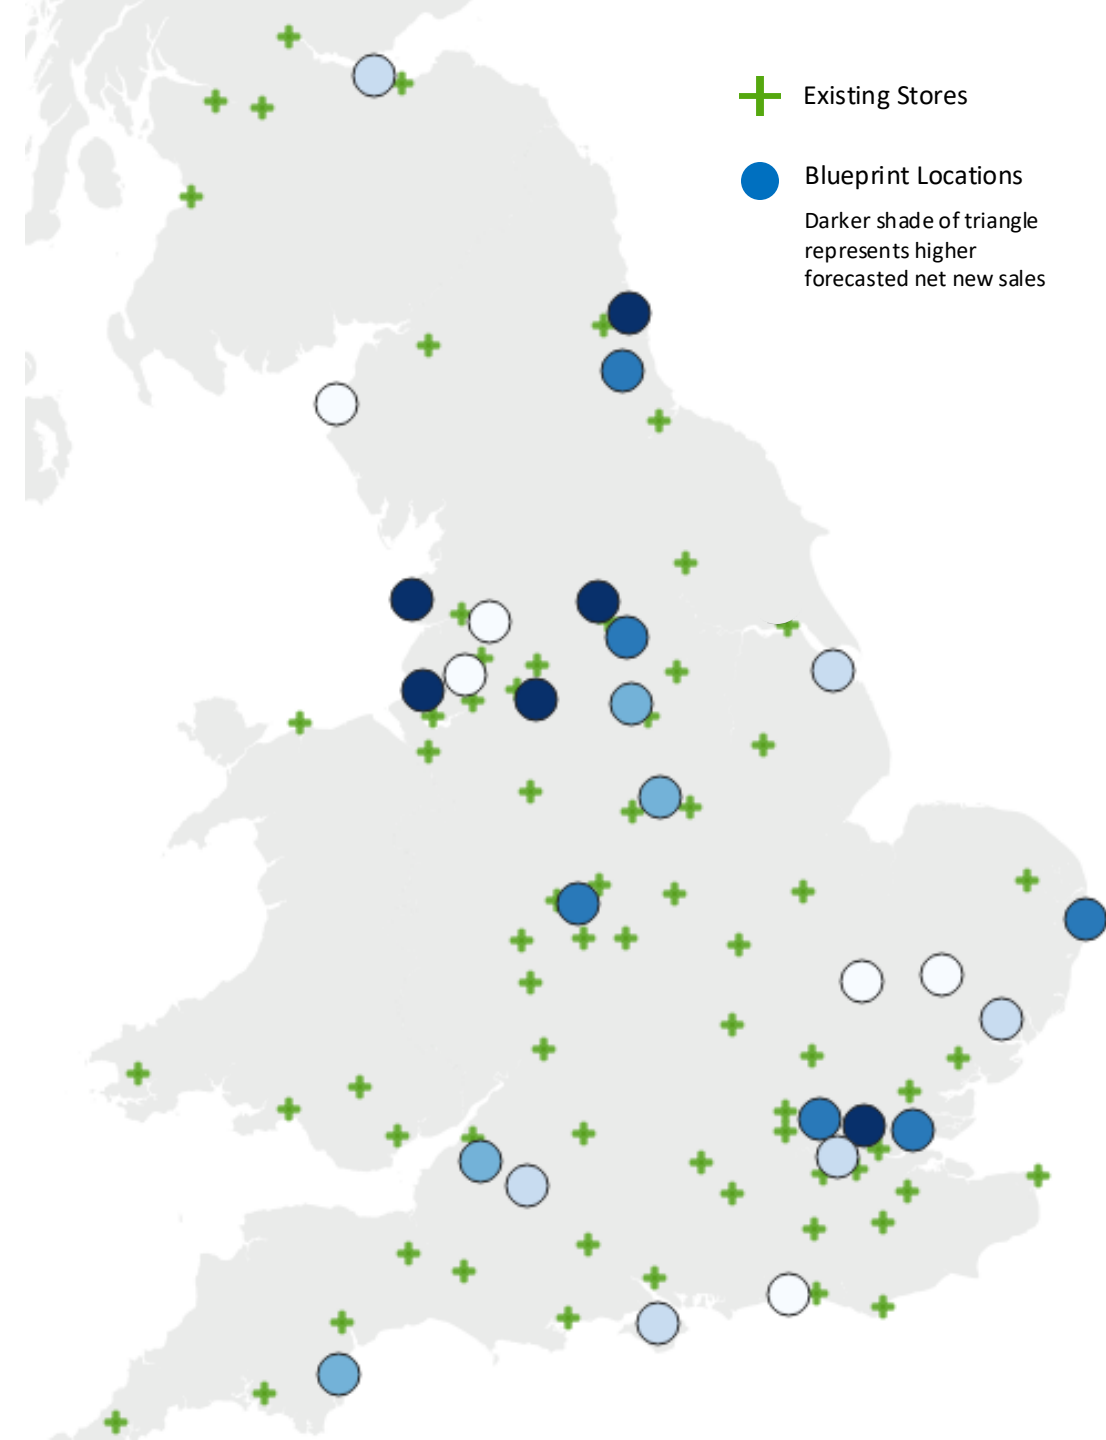 Existing Stores
Blueprint Locations
Darker shade of triangle
represents higher
forecasted net new sales